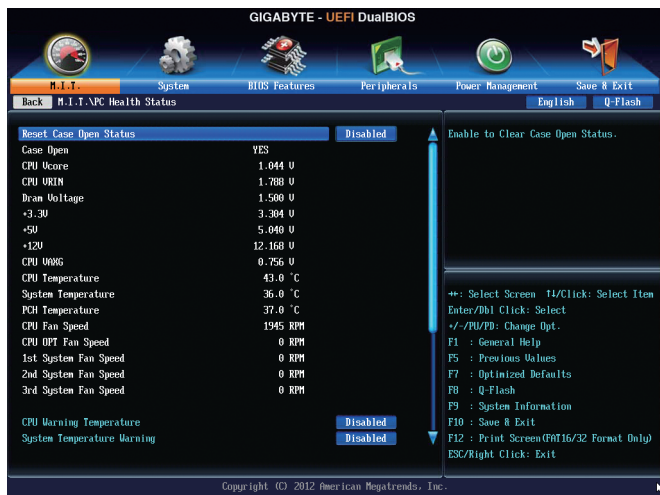 GIGABYTE - UEFI DualBIOS
M.I.T. System BIOS Features Peripherals Power Management Save & Exit
Back M.I.T.\PC Health Status English Q-Flash
Reset Case Open Status Disabled
Case Open YES
CPU Vcore 1.044 V
CPU VRIN 1.788 V
Dram Voltage 1.500 V
+3.3V 3.304 V
+5V 5.040 V
+12V 12.168 V
CPU VAXG 0.756 V
CPU Temperature 43.0 °C
System Temperature 36.0 °C
PCH Temperature 37.0 °C
CPU Fan Speed 1945 RPM
CPU OPT Fan Speed 0 RPM
1st System Fan Speed 0 RPM
2nd System Fan Speed 0 RPM
3rd System Fan Speed 0 RPM
CPU Warning Temperature Disabled
System Temperature Warning Disabled
Enable to Clear Case Open Status.
→←: Select Screen ↑↓/Click: Select Item
Enter/Dbl Click: Select
+/-/PU/PD: Change Opt.
F1 : General Help
F5 : Previous Values
F7 : Optimized Defaults
F8 : Q-Flash
F9 : System Information
F10 : Save & Exit
F12 : Print Screen(FAT16/32 Format Only)
ESC/Right Click: Exit
Copyright (C) 2012 American Megatrends, Inc.